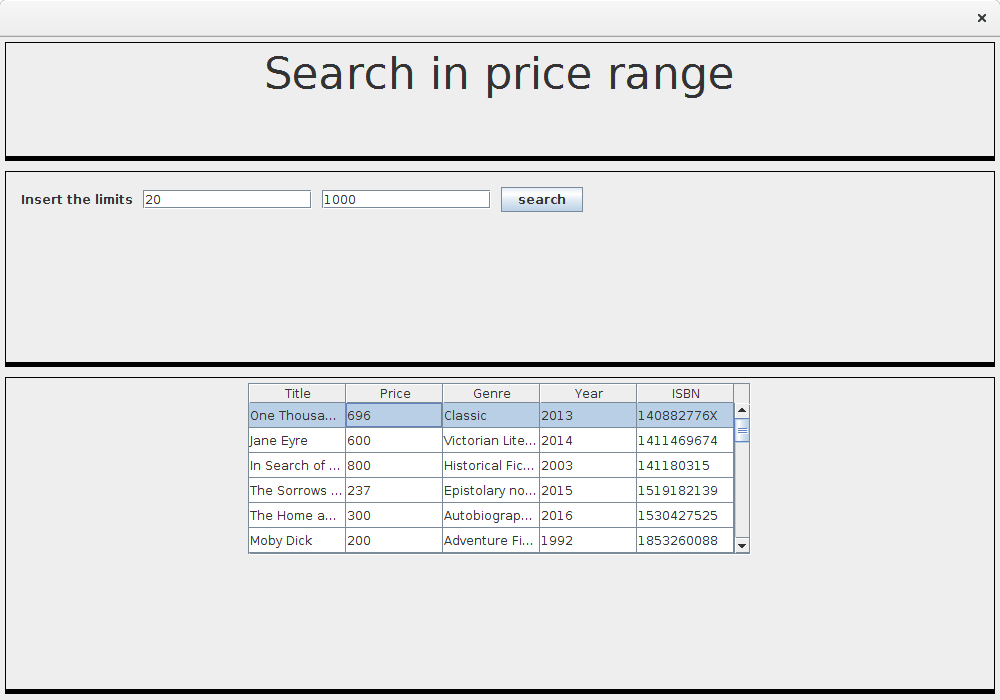 Search in price range
Insert the limits 20 1000 search
Title Price Genre Year ISBN
One Thousa... 696 Classic 2013 140882776X
Jane Eyre 600 Victorian Lite... 2014 1411469674
In Search of ... 800 Historical Fic... 2003 141180315
The Sorrows ... 237 Epistolary no... 2015 1519182139
The Home a... 300 Autobiograp... 2016 1530427525
Moby Dick 200 Adventure Fi... 1992 1853260088